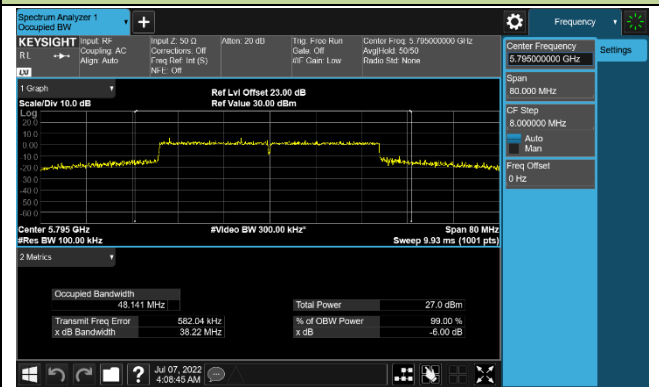 Spectrum Analyzer 1
Occupied BW
+
Frequency
KEYSIGHT
RL
LXI
Input: RF
Coupling: AC
Align: Auto
Input Z: 50 Ω
Corrections: Off
Freq Ref: Int (S)
NFE: Off
Atten: 20 dB
Trig: Free Run
Gate: Off
#IF Gain: Low
Center Freq: 5.795000000 GHz
Avg|Hold: 50/50
Radio Std: None
Center Frequency
5.795000000 GHz
Settings
Span
80.000 MHz
CF Step
8.000000 MHz
Auto
Man
Freq Offset
0 Hz
1 Graph
Scale/Div 10.0 dB
Ref Lvl Offset 23.00 dB
Ref Value 30.00 dBm
Log
20.0
10.0
0.00
-10.0
-20.0
-30.0
-40.0
-50.0
-60.0
Center 5.795 GHz
#Video BW 300.00 kHz*
Span 80 MHz
#Res BW 100.00 kHz
Sweep 9.93 ms (1001 pts)
2 Metrics
Occupied Bandwidth
48.141 MHz
Total Power 27.0 dBm
Transmit Freq Error 582.04 kHz
% of OBW Power 99.00 %
x dB Bandwidth 38.22 MHz
x dB -6.00 dB
?
Jul 07, 2022
4:08:45 AM